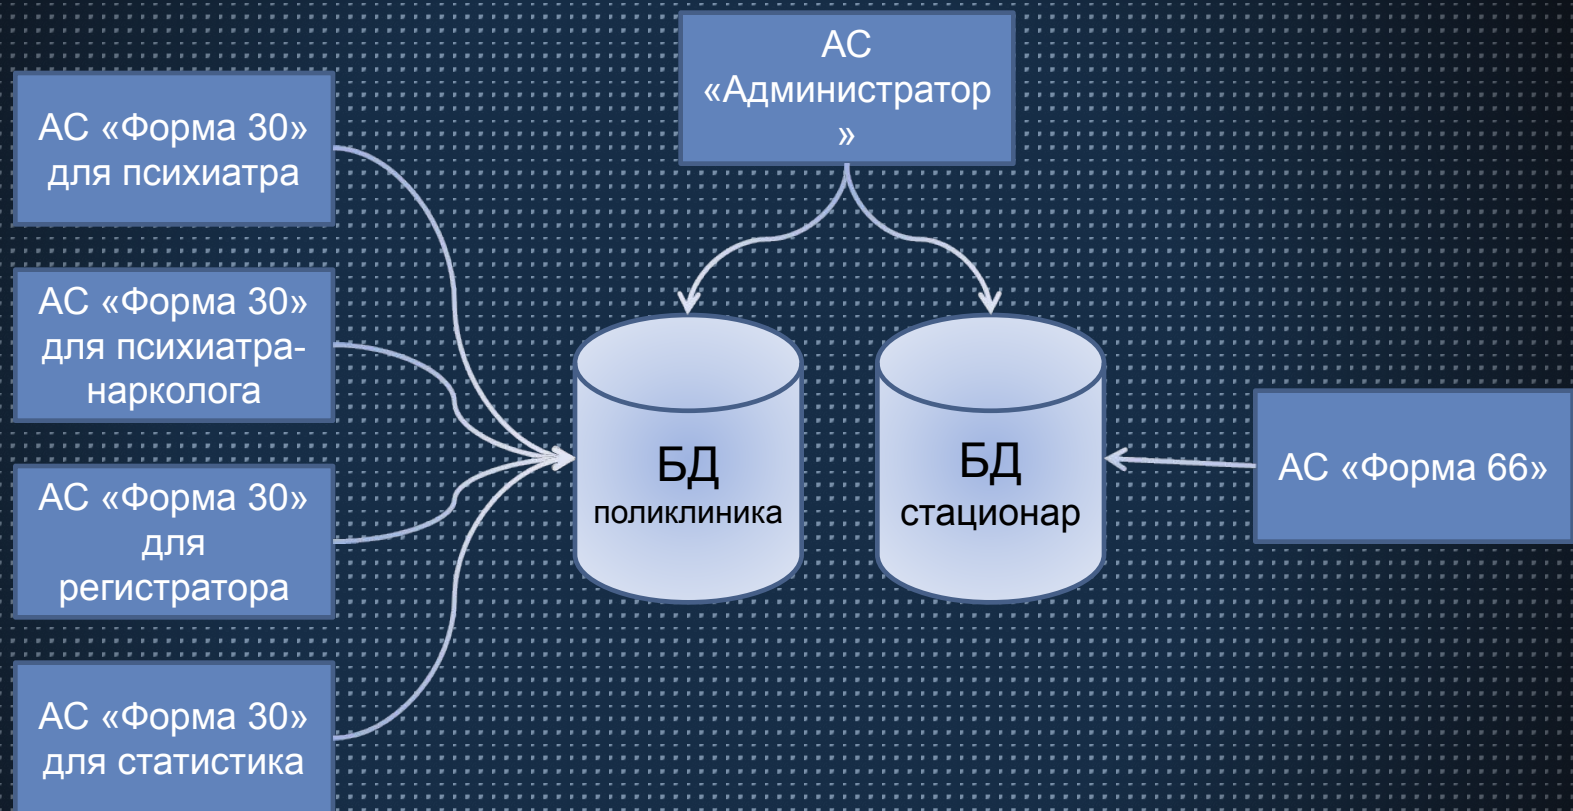 АС
«Администратор
»
АС «Форма 30»
для психиатра
АС «Форма 30»
для психиатра-
нарколога
АС «Форма 30»
для
регистратора
АС «Форма 30»
для статистика
БД
поликлиника
БД
стационар
АС «Форма 66»